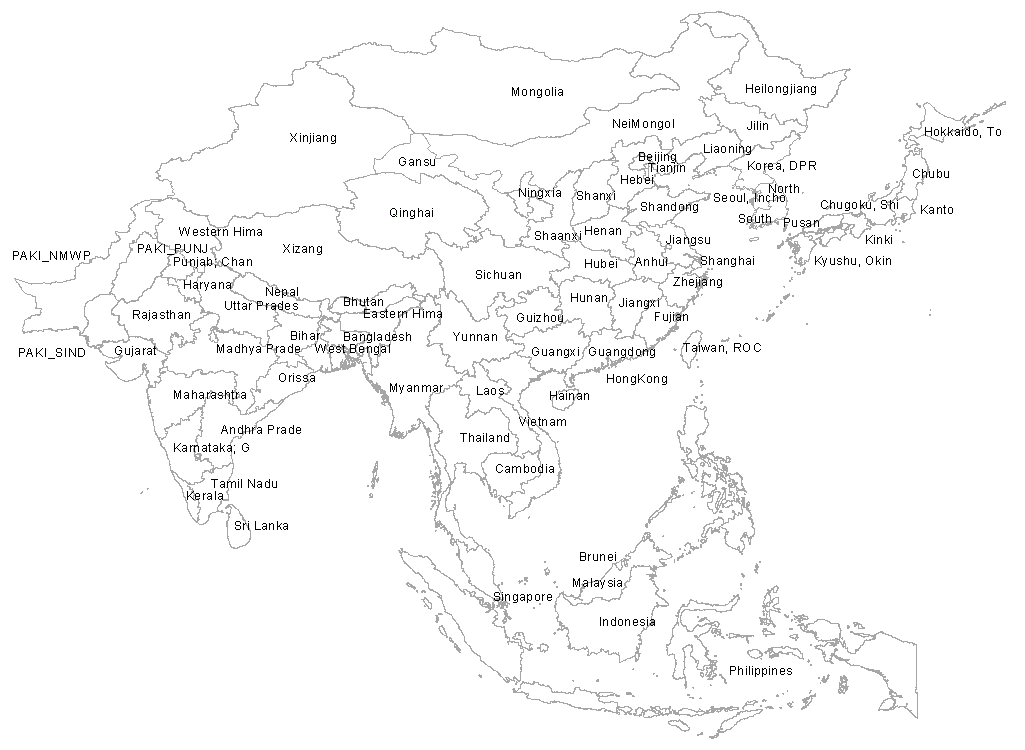 Heilongjiang
Mongolia
NeiMongol
Jilin
Hokkaido, To
Xinjiang
Liaoning
Beijing
Gansu
Tianjin
Korea, DPR
Chubu
Hebei
Ningxia
Shanxi
North.
Seoul, Incho
Chugoku, Shi
Shandong
Kanto
Qinghai
South
Pusan
Western Hima
Shaanxi
Henan
Jiangsu
Kinki
PAKI_NMWP
PAKI_PUNJ
Xizang
Punjab; Chan
Hubei
Anhui
Shanghai
Kyushu, Okin
Sichuan
Zhejiang
Haryana
Nepal
Bhutan
Hunan
Jiangxi
Uttar Prades
Eastern Hima
Rajasthan
Guizhou
Fujian
Bihar
Bangladesh
Yunnan
PAKI_SIND
Gujarat
Madhya Prade
West Bengal
Guangxi
Guangdong
Taiwan, ROC
Orissa
HongKong
Maharashtra
Myanmar
Laos
Hainan
Vietnam
Andhra Prade
Thailand
Karnataka; G
Cambodia
Tamil Nadu
Kerala
Sri Lanka
Brunei
Malaysia
Singapore
Indonesia
Philippines